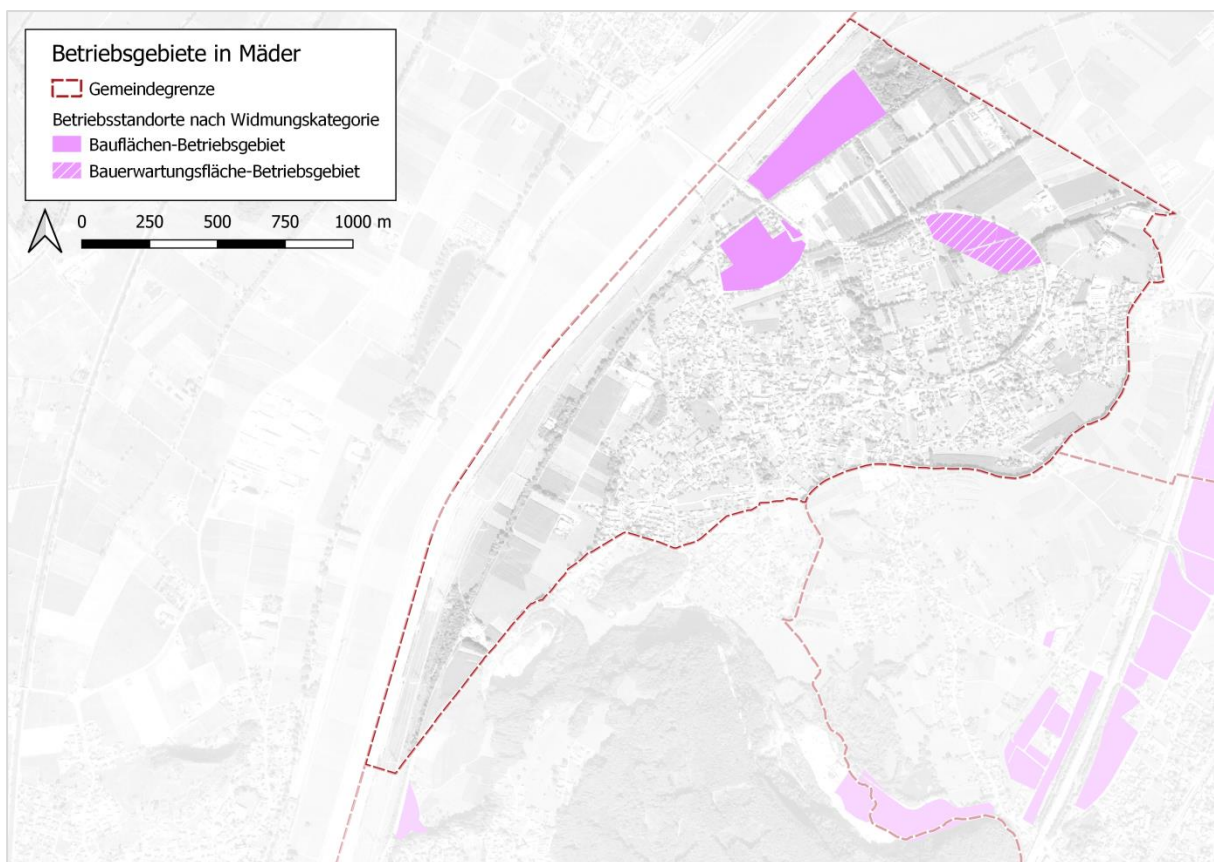 Betriebsgebiete in Mäder
Gemeindegrenze
Betriebsstandorte nach Widmungskategorie
Bauflächen-Betriebsgebiet
Bauerwartungsfläche-Betriebsgebiet
0 250 500 750 1000 m